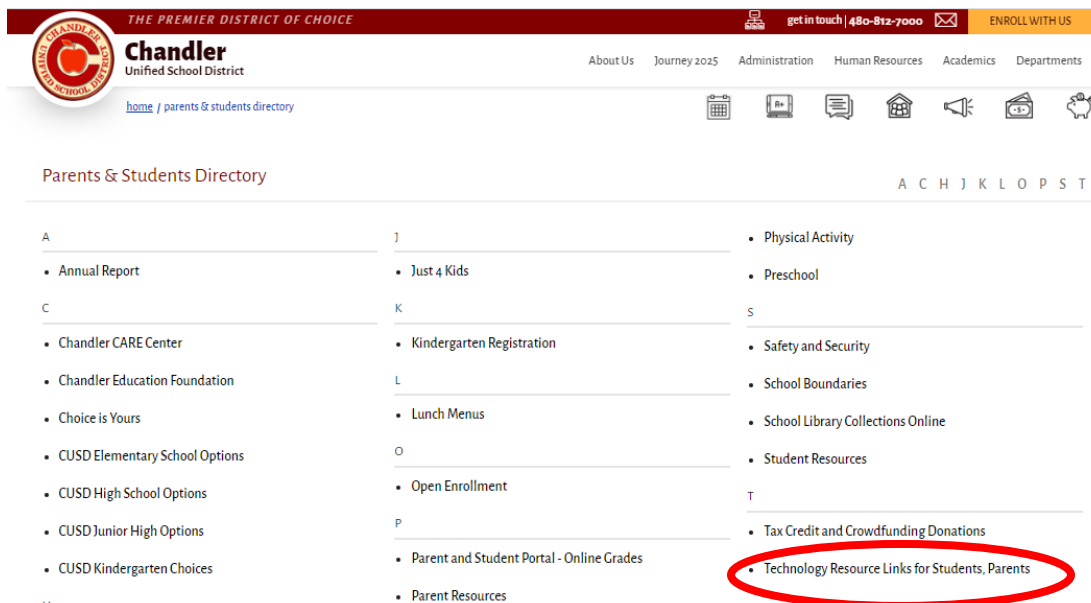 THE PREMIER DISTRICT OF CHOICE
get in touch | 480-812-7000
ENROLL WITH US
CHANDLER
UNIFIED SCHOOL DISTRICT
Chandler
Unified School District
About Us Journey 2025 Administration Human Resources Academics Departments
home / parents & students directory
A+
Parents & Students Directory
A C H J K L O P S T
A
• Annual Report
C
• Chandler CARE Center
• Chandler Education Foundation
• Choice is Yours
• CUSD Elementary School Options
• CUSD High School Options
• CUSD Junior High Options
• CUSD Kindergarten Choices
J
• Just 4 Kids
K
• Kindergarten Registration
L
• Lunch Menus
O
• Open Enrollment
P
• Parent and Student Portal - Online Grades
• Parent Resources
• Physical Activity
• Preschool
S
• Safety and Security
• School Boundaries
• School Library Collections Online
• Student Resources
T
• Tax Credit and Crowdfunding Donations
• Technology Resource Links for Students, Parents